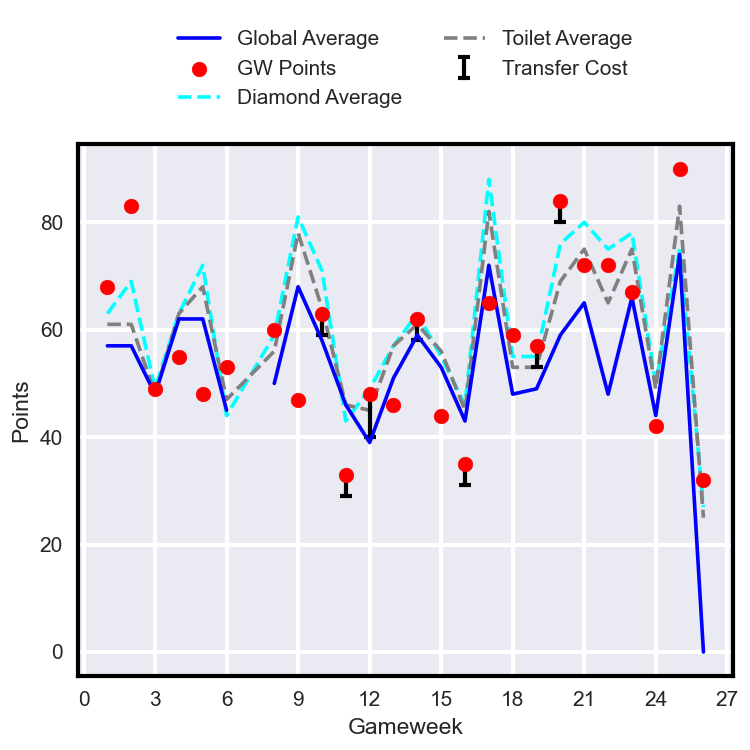 Global Average
GW Points
Diamond Average
Toilet Average
Transfer Cost
Points
80
60
40
20
0
0 3 6 9 12 15 18 21 24 27
Gameweek